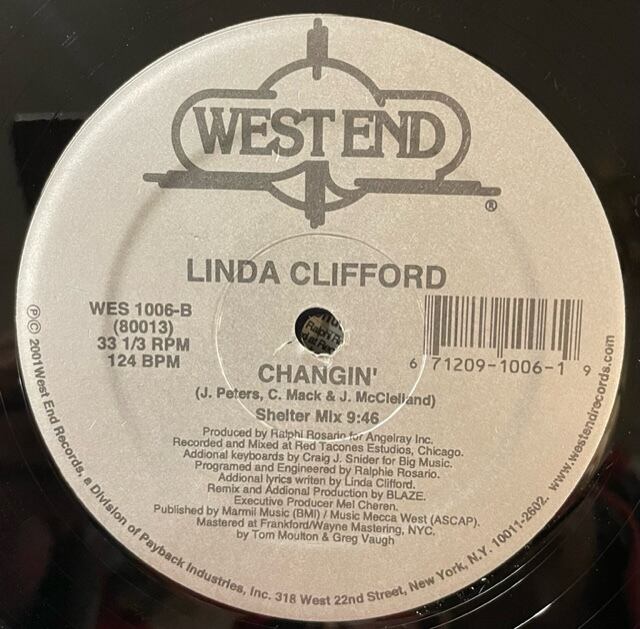 WEST END
®
LINDA CLIFFORD
WES 1006-B
(80013)
33 1/3 RPM
124 BPM
6 71209-1006-1 9
CHANGIN'
(J. Peters, C. Mack & J. McClelland)
Shelter Mix 9:46
Produced by Ralphi Rosario for Angelray Inc.
Recorded and Mixed at Red Tacones Estudios, Chicago.
Addional keyboards by Craig J. Snider for Big Music.
Programed and Engineered by Ralphie Rosario.
Addional lyrics writen by Linda Clifford.
Remix and Addional Production by BLAZE.
Executive Producer Mel Cheren.
Published by Marmii Music (BMI) / Music Mecca West (ASCAP).
Mastered at Frankford/Wayne Mastering, NYC.
by Tom Moulton & Greg Vaugh
℗© 2001West End Records, a Division of Payback Industries, Inc. 318 West 22nd Street, New York, N.Y. 10011-2602. www.westendrecords.com